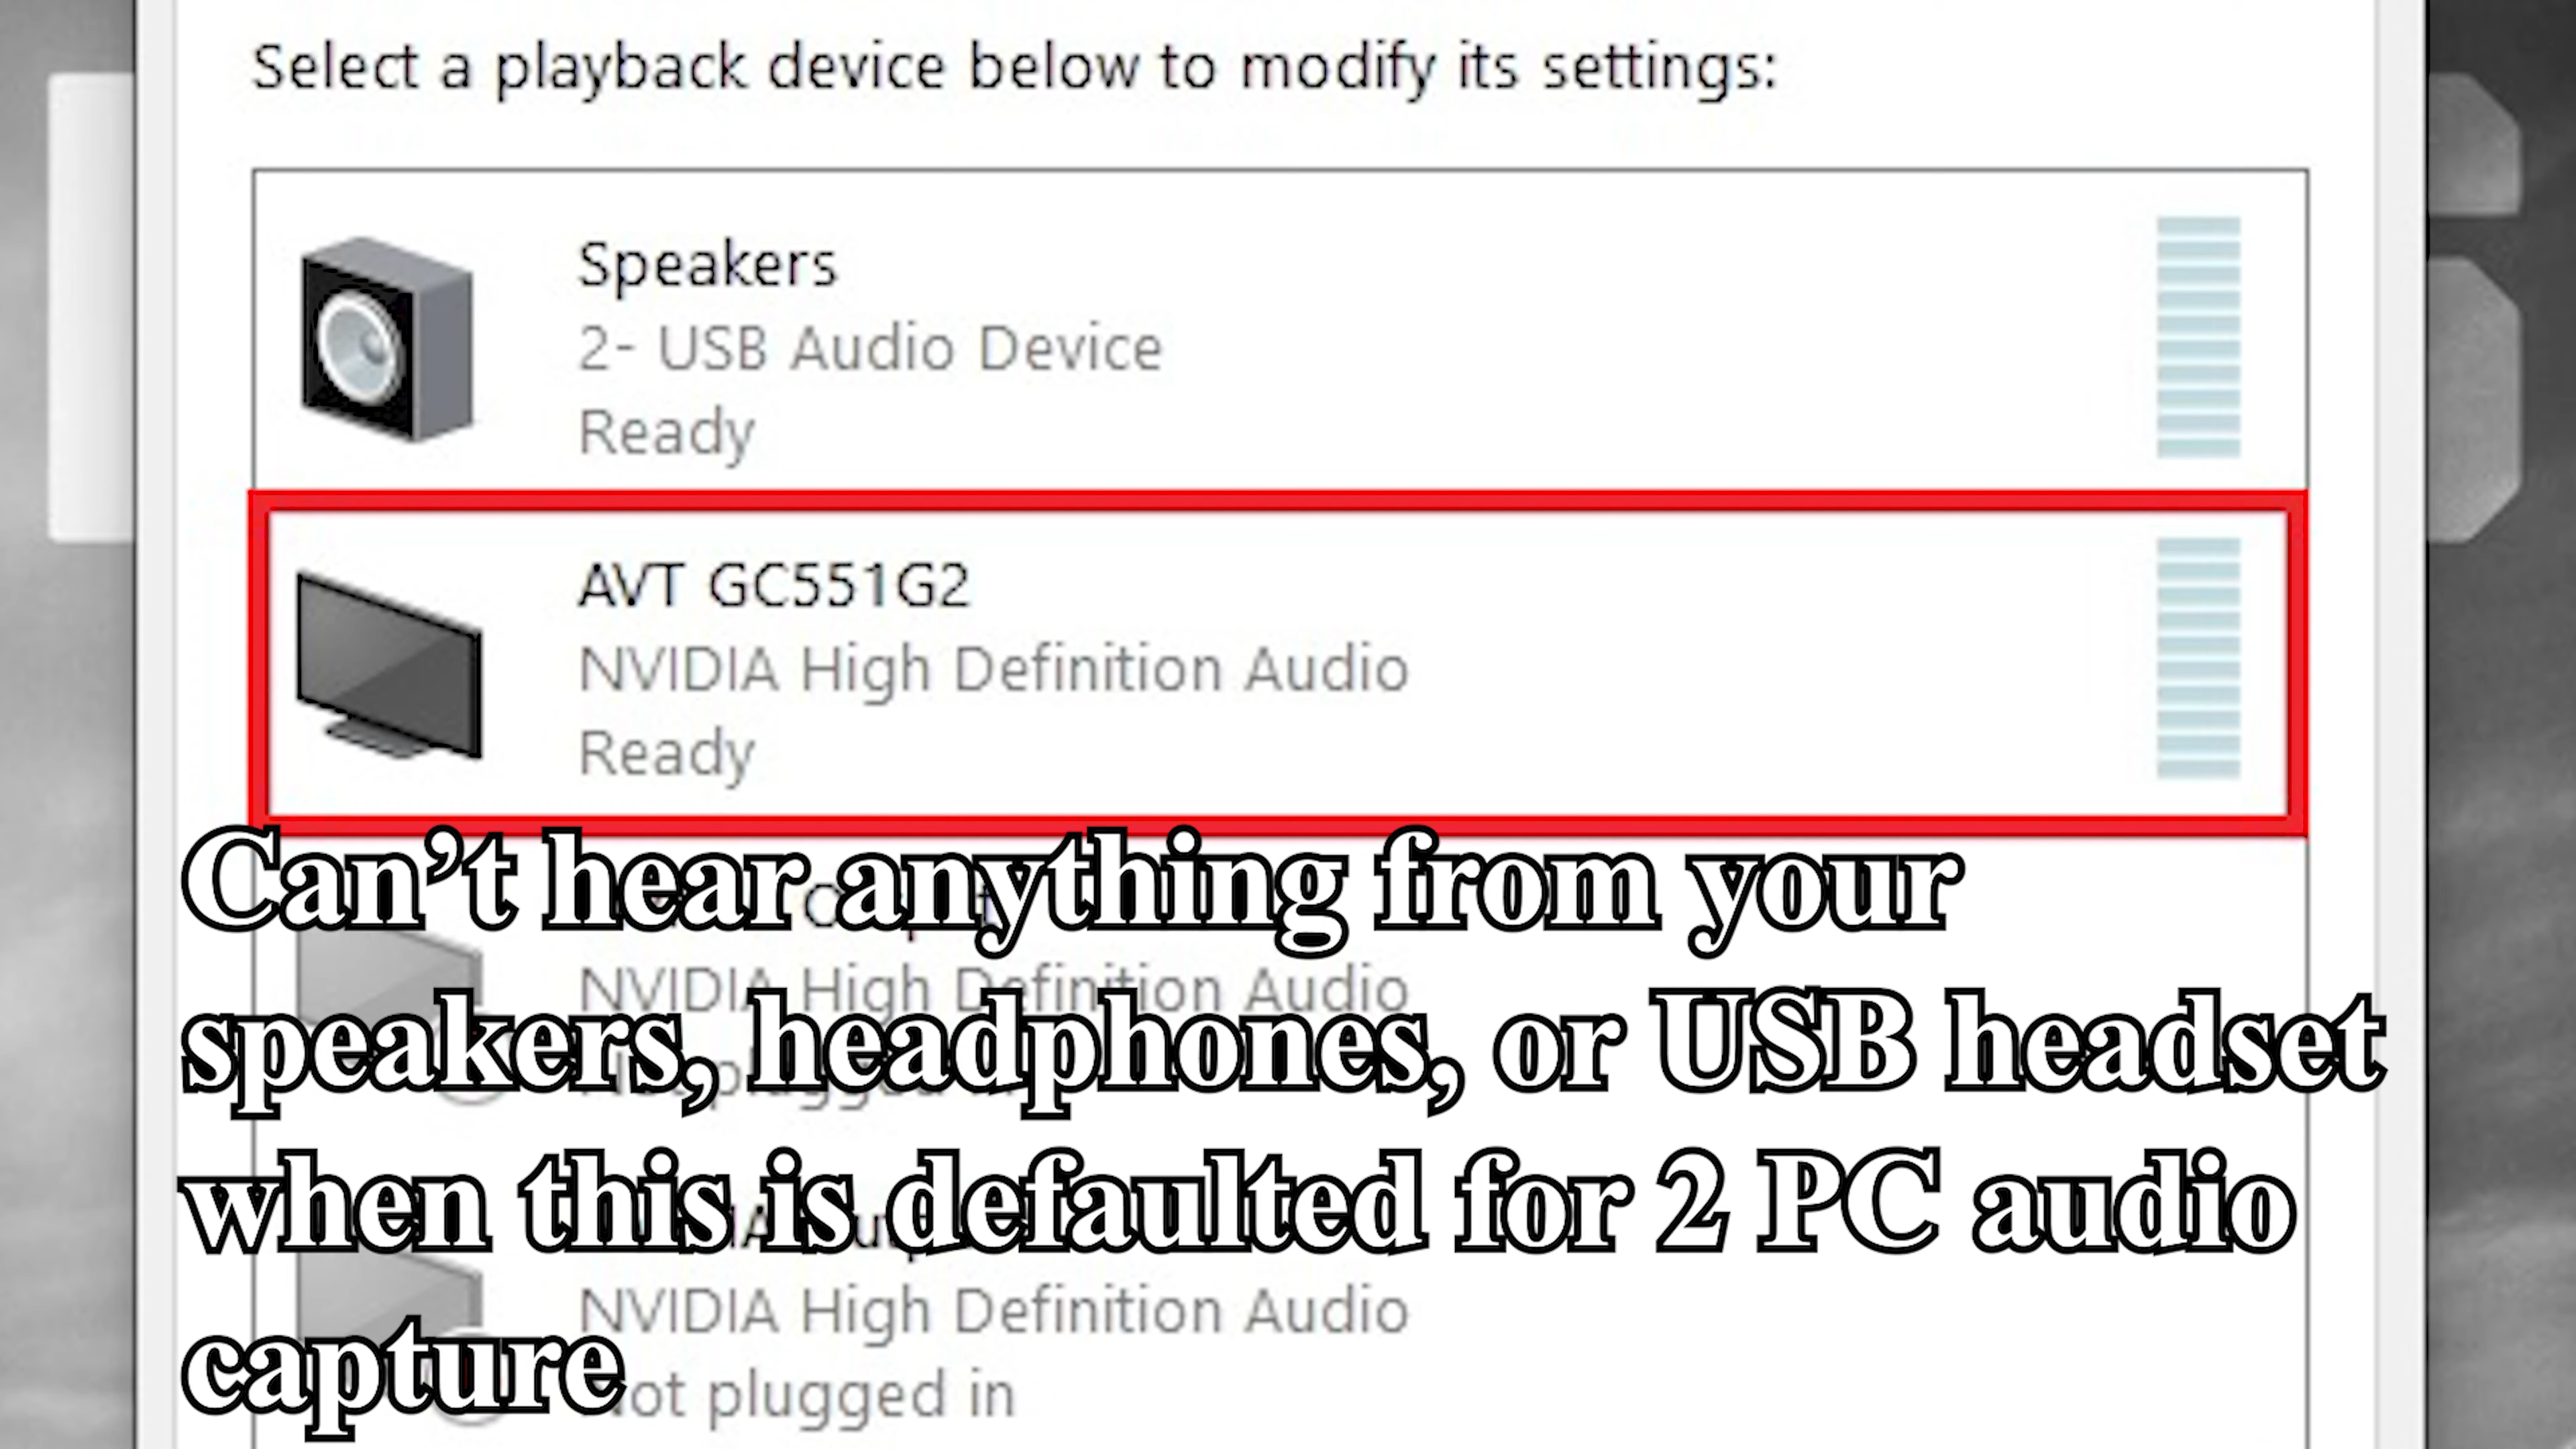 Select a playback device below to modify its settings:
Speakers
2- USB Audio Device
Ready
AVT GC551G2
NVIDIA High Definition Audio
Ready
Can’t hear anything from your
NVIDIA High Definition Audio
speakers, headphones, or USB headset
when this is defaulted for 2 PC audio
NVIDIA High Definition Audio
capture
Not plugged in